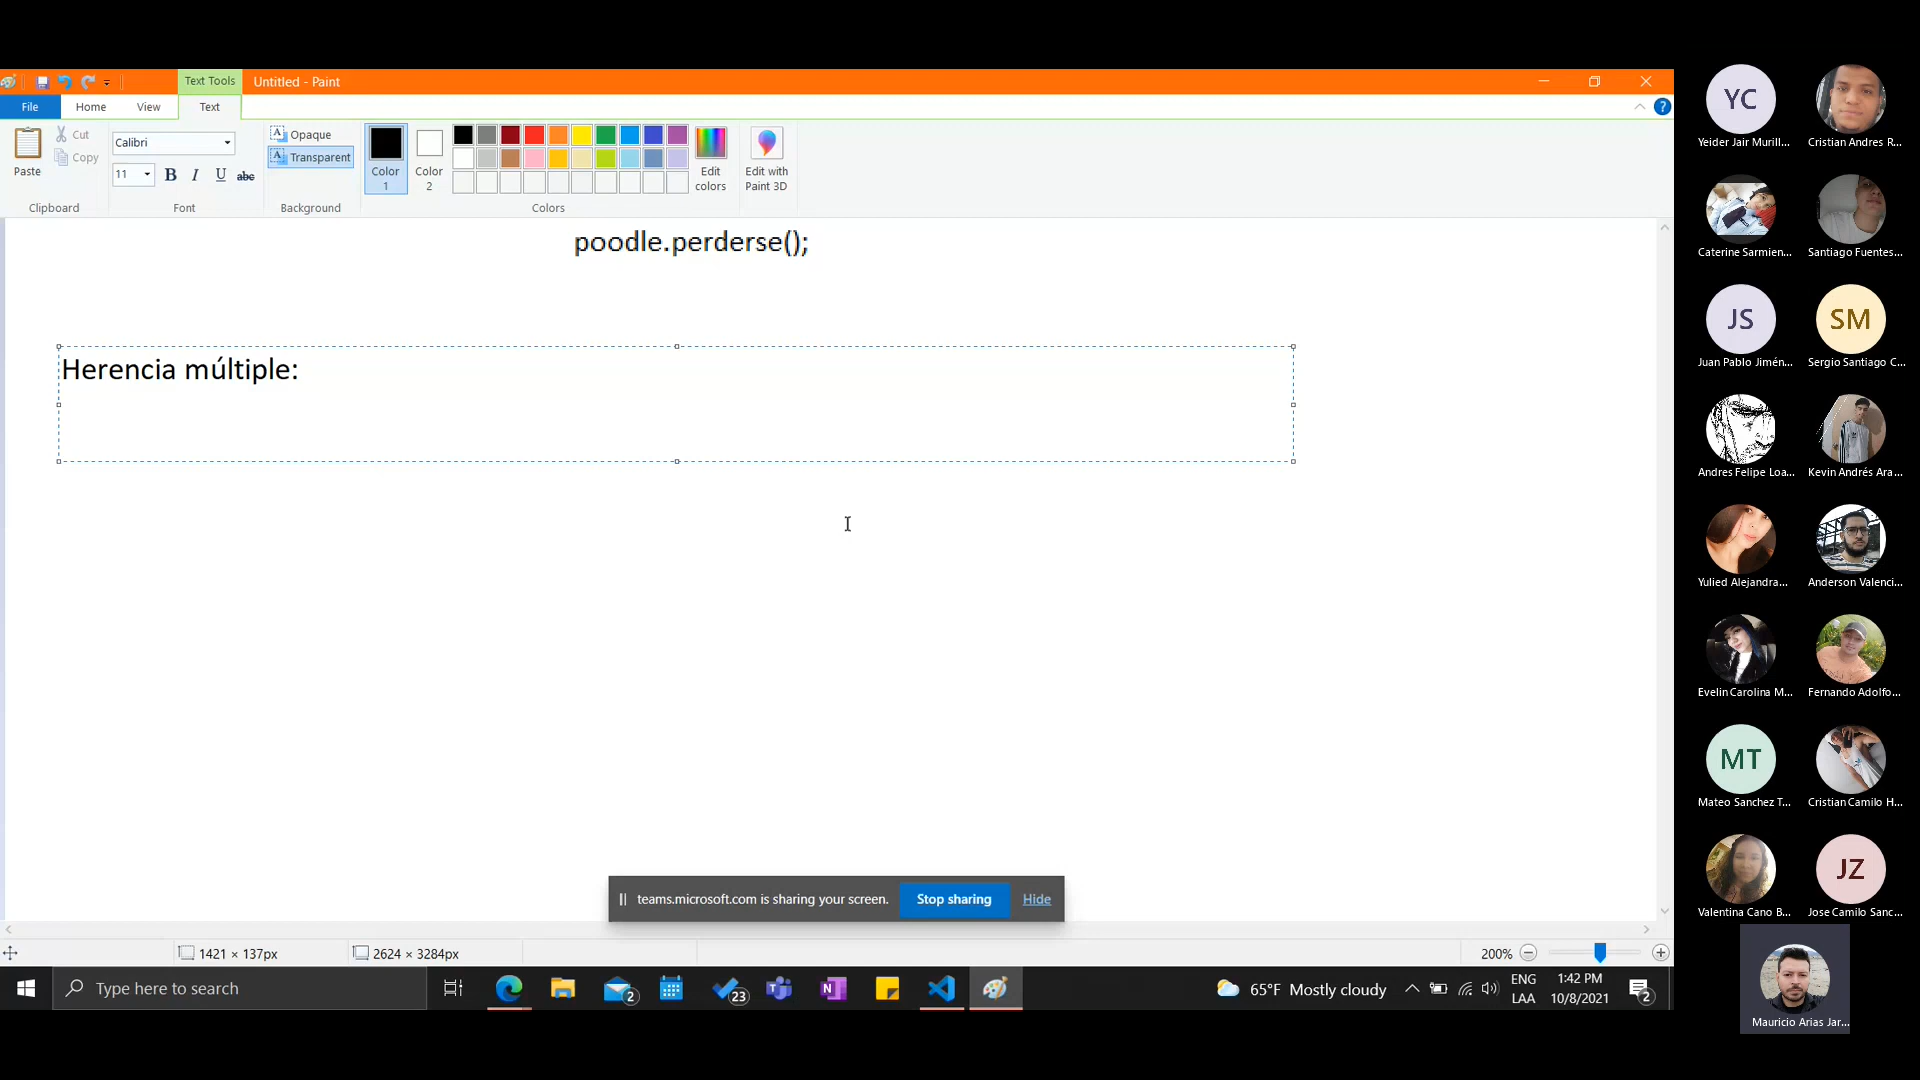 Text Tools
Untitled - Paint
File
Home
View
Text
Paste
Cut
Copy
Clipboard
Calibri
11
B
I
U
abc
Font
A Opaque
A Transparent
Background
Color
1
Color
2
Edit
colors
Edit with
Paint 3D
Colors
poodle.perderse();
Herencia múltiple:
teams.microsoft.com is sharing your screen.
Stop sharing
Hide
1421 × 137px
2624 × 3284px
200%
Type here to search
2
23
65°F Mostly cloudy
ENG
LAA
1:42 PM
10/8/2021
2
YC
Yeider Jair Murill...
Cristian Andres R...
Caterine Sarmien...
Santiago Fuentes...
JS
Juan Pablo Jimén...
SM
Sergio Santiago C...
Andres Felipe Loa...
Kevin Andrés Ara...
Yulied Alejandra...
Anderson Valenci...
Evelin Carolina M...
Fernando Adolfo...
MT
Mateo Sanchez T...
Cristian Camilo H...
Valentina Cano B...
JZ
Jose Camilo Sanc...
Mauricio Arias Jar...